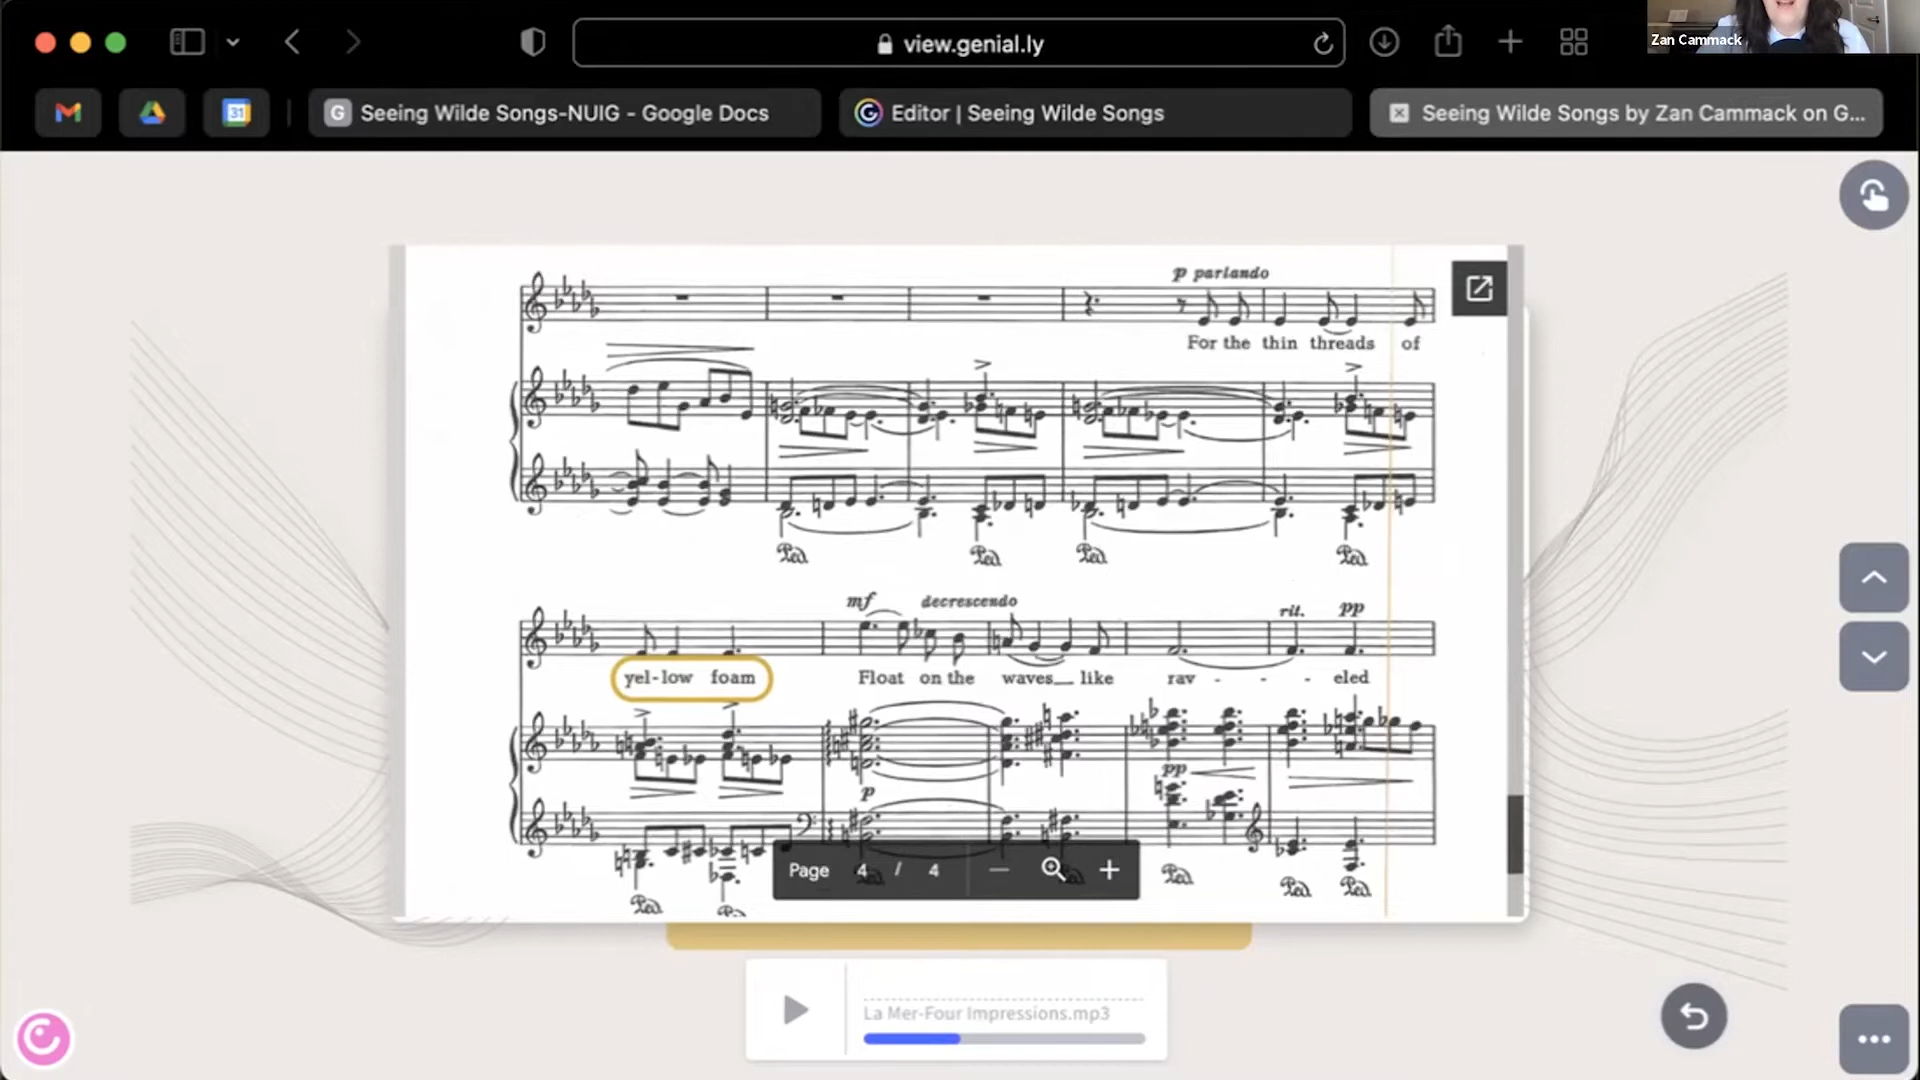 view.genial.ly
Zan Cammack
31
Seeing Wilde Songs-NUIG - Google Docs
Editor | Seeing Wilde Songs
Seeing Wilde Songs by Zan Cammack on G...
p parlando
For the thin threads of
mf decrescendo
rit. pp
yel-low foam Float on the waves like rav - - - eled
pp
p
Page 4 / 4
La Mer-Four Impressions.mp3